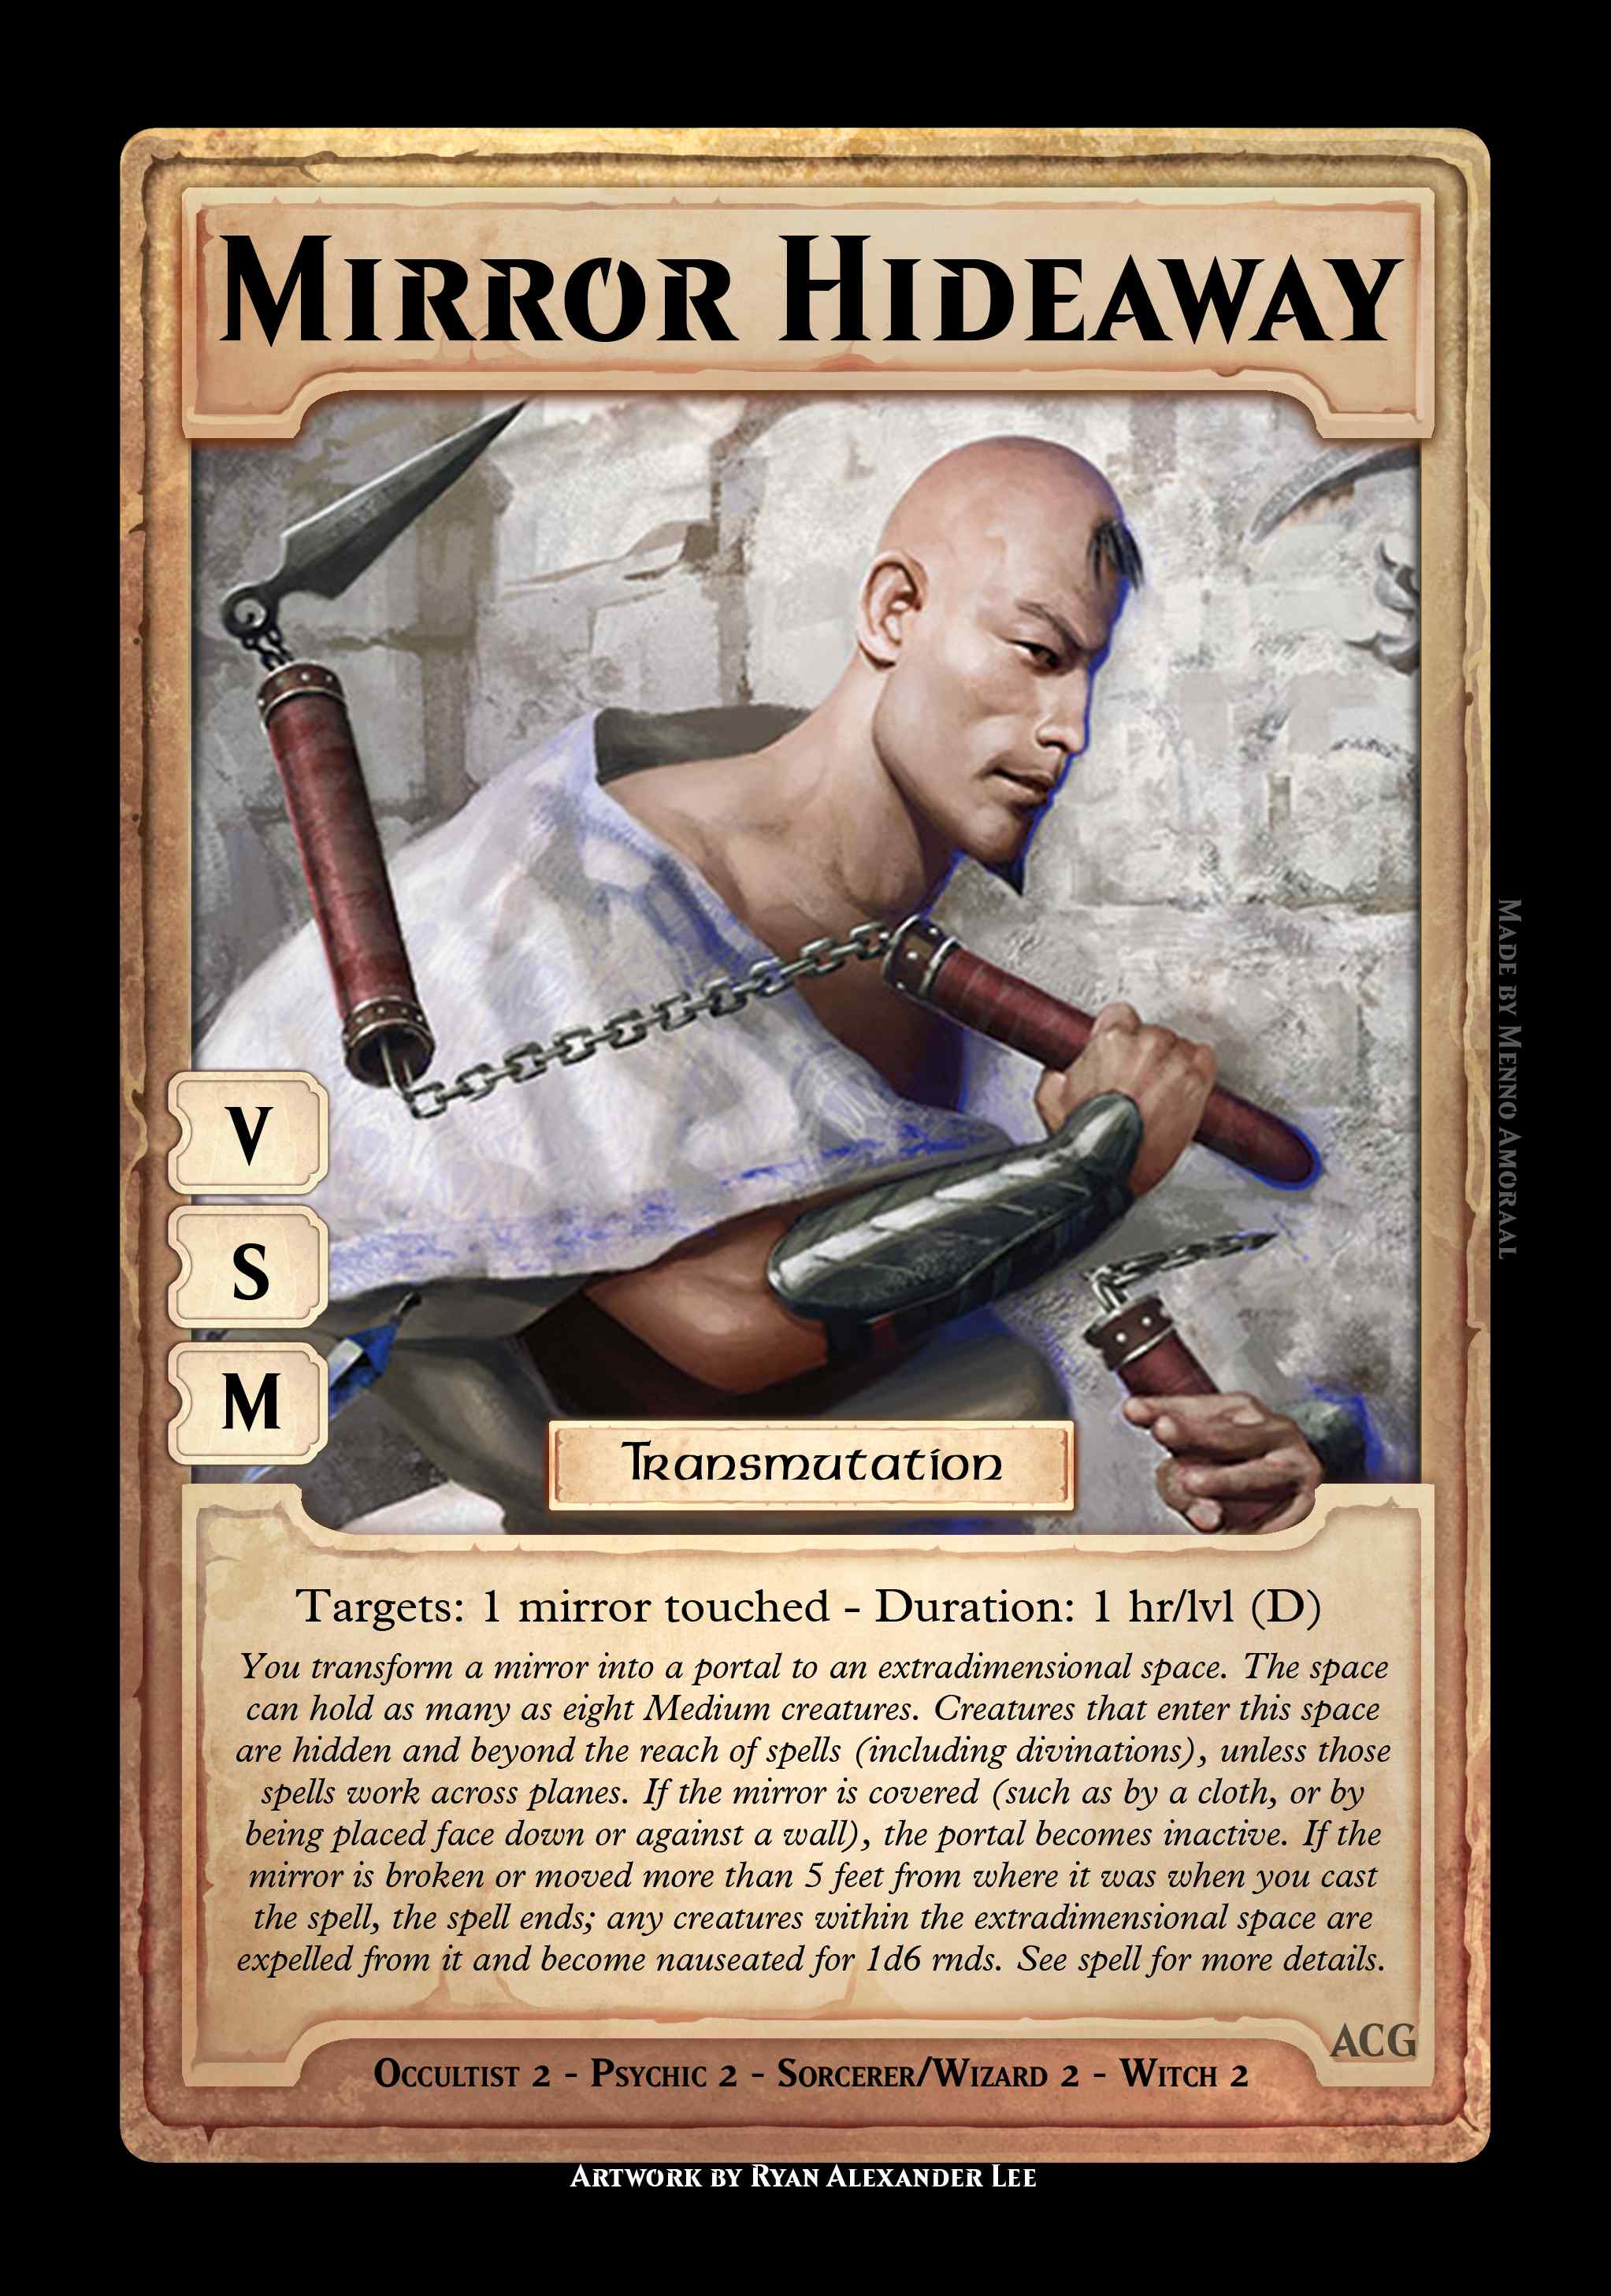 Mirror Hideaway
V
S
M
Transmutation
Targets: 1 mirror touched - Duration: 1 hr/lvl (D)
You transform a mirror into a portal to an extradimensional space. The space
can hold as many as eight Medium creatures. Creatures that enter this space
are hidden and beyond the reach of spells (including divinations), unless those
spells work across planes. If the mirror is covered (such as by a cloth, or by
being placed face down or against a wall), the portal becomes inactive. If the
mirror is broken or moved more than 5 feet from where it was when you cast
the spell, the spell ends; any creatures within the extradimensional space are
expelled from it and become nauseated for 1d6 rnds. See spell for more details.
ACG
Occultist 2 - Psychic 2 - Sorcerer/Wizard 2 - Witch 2
Artwork by Ryan Alexander Lee
Made by Menno Amoraal